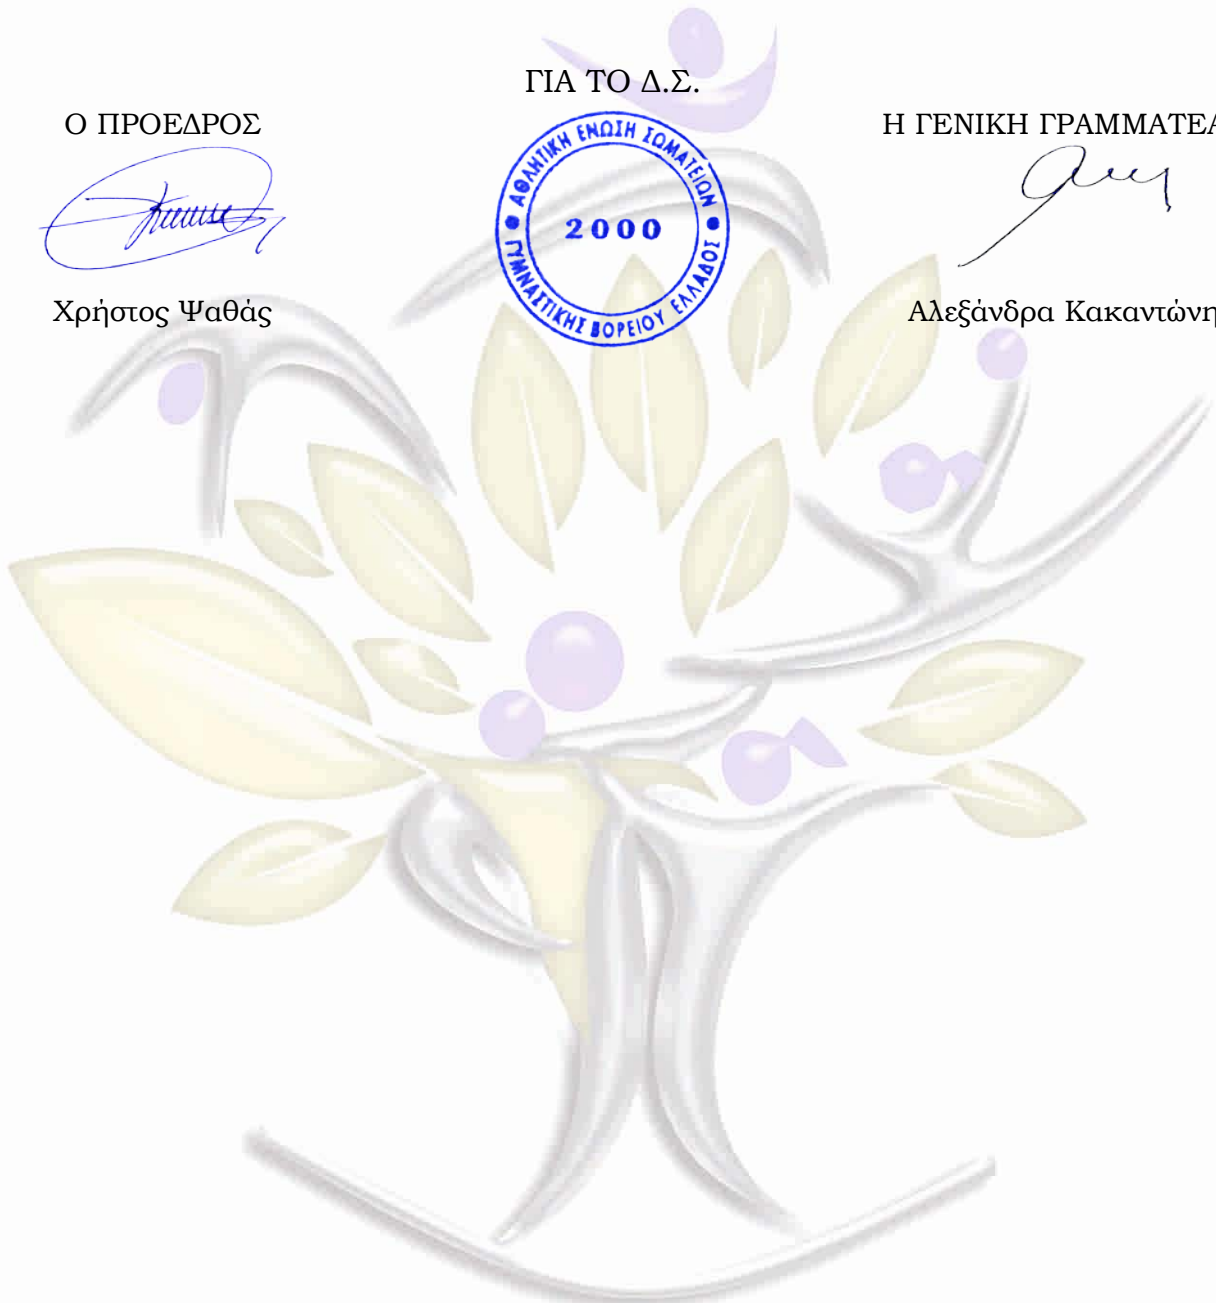 ΓΙΑ ΤΟ Δ.Σ.
Ο ΠΡΟΕΔΡΟΣ
Η ΓΕΝΙΚΗ ΓΡΑΜΜΑΤΕΑ
ΑΘΛΗΤΙΚΗ ΕΝΩΣΗ ΣΩΜΑΤΕΙΩΝ
2000
ΓΥΜΝΑΣΤΙΚΗΣ ΒΟΡΕΙΟΥ ΕΛΛΑΔΟΣ
Χρήστος Ψαθάς
Αλεξάνδρα Κακαντώνη